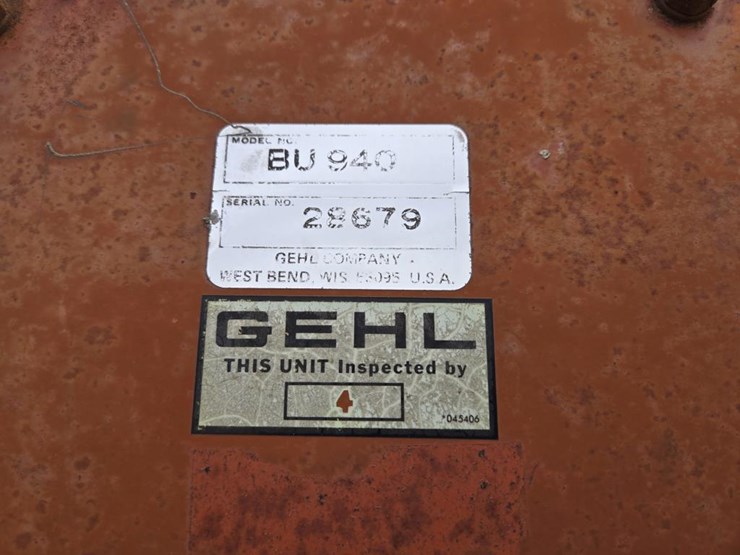 MODEL NO.
BU 940
SERIAL NO.
28679
GEHL COMPANY
WEST BEND, WIS 53095 U.S.A.
GEHL
THIS UNIT Inspected by
4
*045406